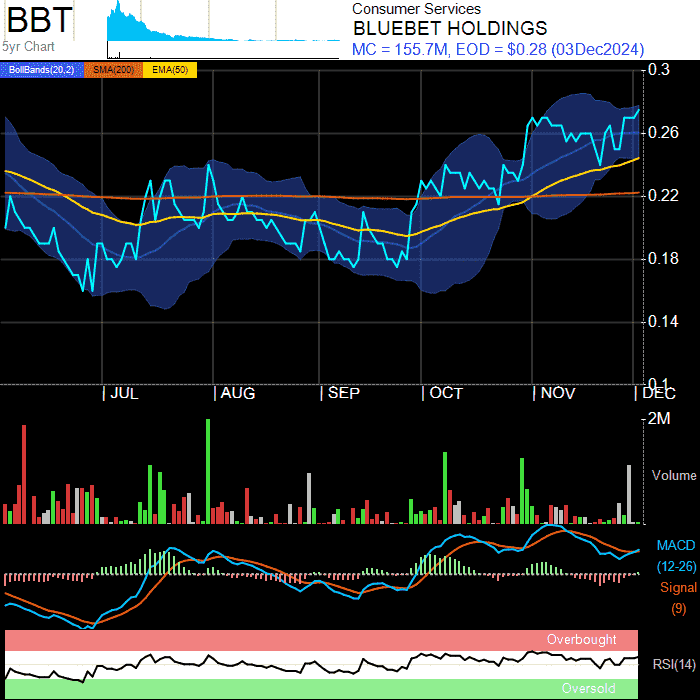 BBT
5yr Chart
Consumer Services
BLUEBET HOLDINGS
MC = 155.7M, EOD = $0.28 (03Dec2024)
BollBands(20,2) SMA(200) EMA(50)
0.3
0.26
0.22
0.18
0.14
0.1
JUL AUG SEP OCT NOV DEC
2M
Volume
MACD
(12-26)
Signal
(9)
Overbought
RSI(14)
Oversold